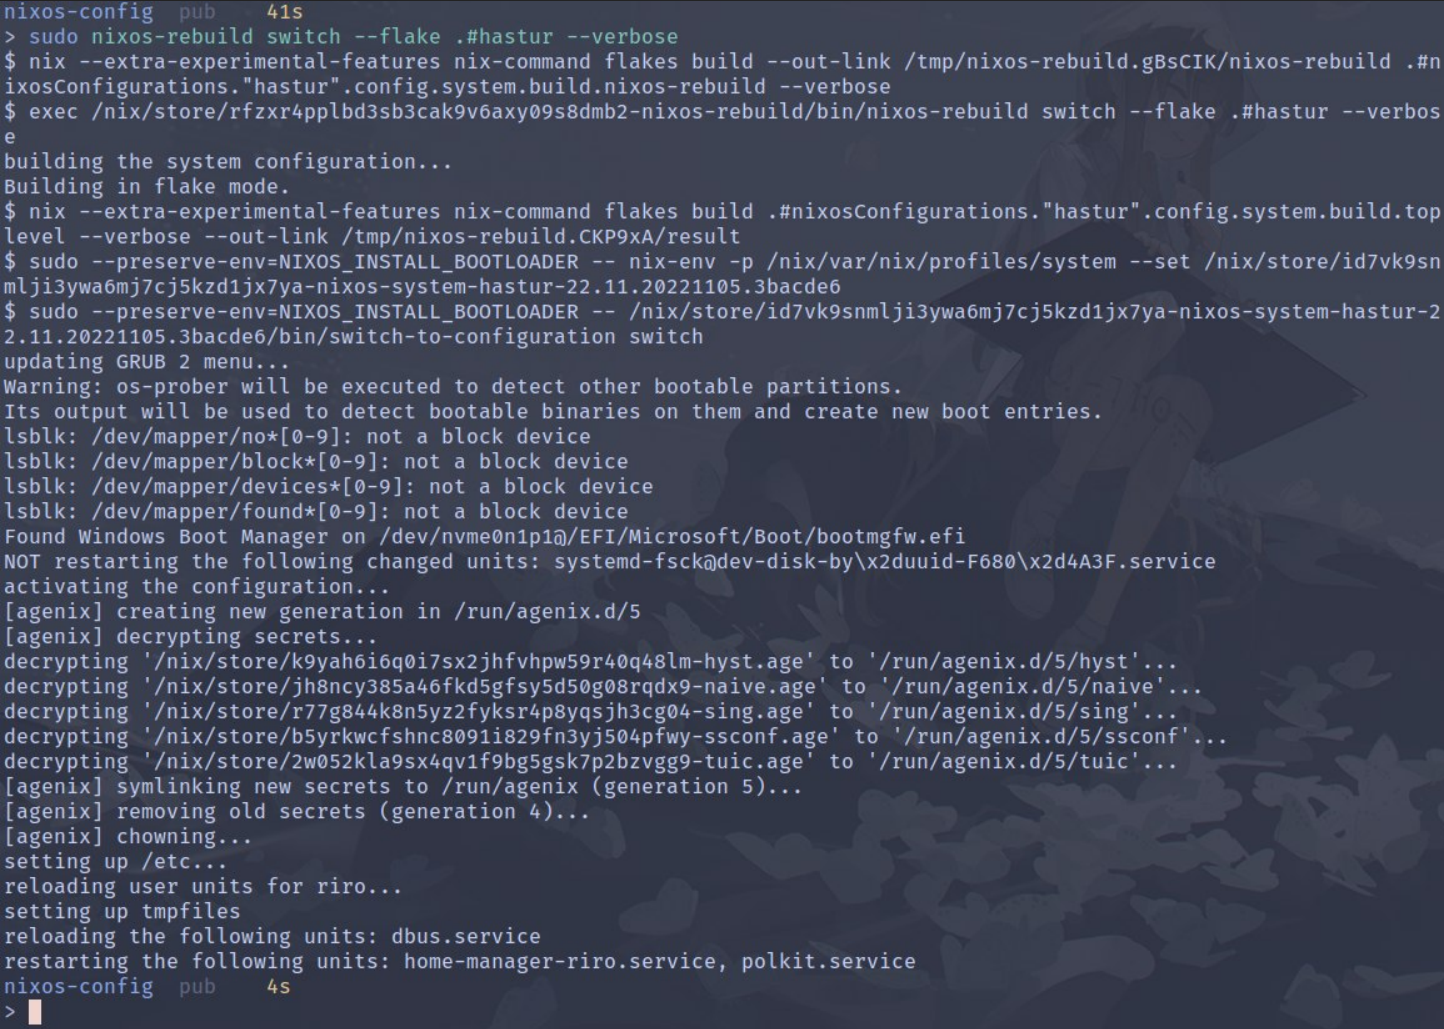 nixos-config  pub    41s
> sudo nixos-rebuild switch --flake .#hastur --verbose
$ nix --extra-experimental-features nix-command flakes build --out-link /tmp/nixos-rebuild.gBsCIK/nixos-rebuild .#n
ixosConfigurations."hastur".config.system.build.nixos-rebuild --verbose
$ exec /nix/store/rfzxr4pplbd3sb3cak9v6axy09s8dmb2-nixos-rebuild/bin/nixos-rebuild switch --flake .#hastur --verbos
e
building the system configuration...
Building in flake mode.
$ nix --extra-experimental-features nix-command flakes build .#nixosConfigurations."hastur".config.system.build.top
level --verbose --out-link /tmp/nixos-rebuild.CKP9xA/result
$ sudo --preserve-env=NIXOS_INSTALL_BOOTLOADER -- nix-env -p /nix/var/nix/profiles/system --set /nix/store/id7vk9sn
mlji3ywa6mj7cj5kzd1jx7ya-nixos-system-hastur-22.11.20221105.3bacde6
$ sudo --preserve-env=NIXOS_INSTALL_BOOTLOADER -- /nix/store/id7vk9snmlji3ywa6mj7cj5kzd1jx7ya-nixos-system-hastur-2
2.11.20221105.3bacde6/bin/switch-to-configuration switch
updating GRUB 2 menu...
Warning: os-prober will be executed to detect other bootable partitions.
Its output will be used to detect bootable binaries on them and create new boot entries.
lsblk: /dev/mapper/no*[0-9]: not a block device
lsblk: /dev/mapper/block*[0-9]: not a block device
lsblk: /dev/mapper/devices*[0-9]: not a block device
lsblk: /dev/mapper/found*[0-9]: not a block device
Found Windows Boot Manager on /dev/nvme0n1p1@/EFI/Microsoft/Boot/bootmgfw.efi
NOT restarting the following changed units: systemd-fsck@dev-disk-by\x2duuid-F680\x2d4A3F.service
activating the configuration...
[agenix] creating new generation in /run/agenix.d/5
[agenix] decrypting secrets...
decrypting '/nix/store/k9yah6i6q0i7sx2jhfvhpw59r40q48lm-hyst.age' to '/run/agenix.d/5/hyst'...
decrypting '/nix/store/jh8ncy385a46fkd5gfsy5d50g08rqdx9-naive.age' to '/run/agenix.d/5/naive'...
decrypting '/nix/store/r77g844k8n5yz2fyksr4p8yqsjh3cg04-sing.age' to '/run/agenix.d/5/sing'...
decrypting '/nix/store/b5yrkwcfshnc8091i829fn3yj504pfwy-ssconf.age' to '/run/agenix.d/5/ssconf'...
decrypting '/nix/store/2w052kla9sx4qv1f9bg5gsk7p2bzvgg9-tuic.age' to '/run/agenix.d/5/tuic'...
[agenix] symlinking new secrets to /run/agenix (generation 5)...
[agenix] removing old secrets (generation 4)...
[agenix] chowning...
setting up /etc...
reloading user units for riro...
setting up tmpfiles
reloading the following units: dbus.service
restarting the following units: home-manager-riro.service, polkit.service
nixos-config  pub    4s
>